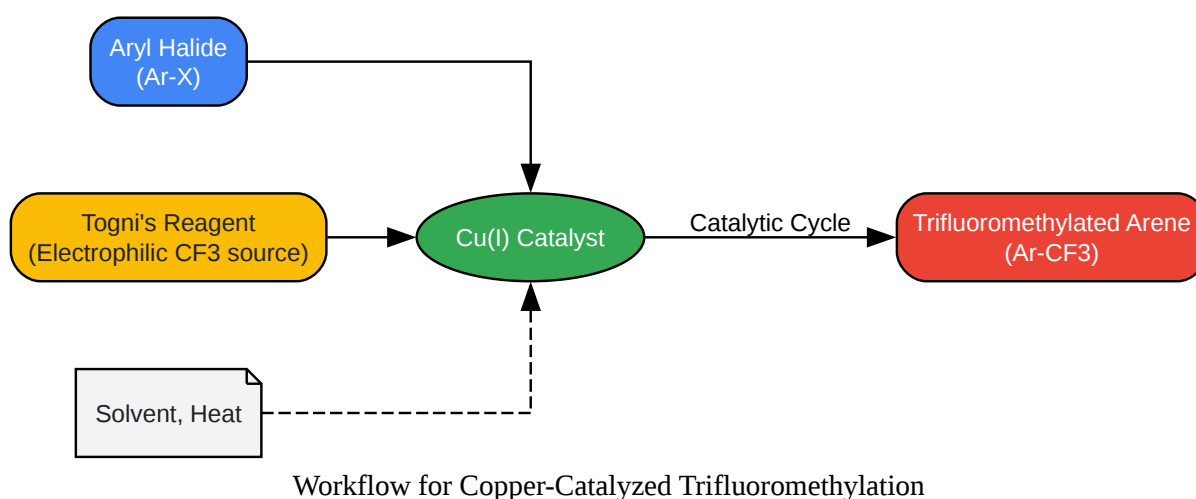 Aryl Halide
(Ar-X)
Togni's Reagent
(Electrophilic CF3 source)
Cu(I) Catalyst
Catalytic Cycle
Trifluoromethylated Arene
(Ar-CF3)
Solvent, Heat
Workflow for Copper-Catalyzed Trifluoromethylation